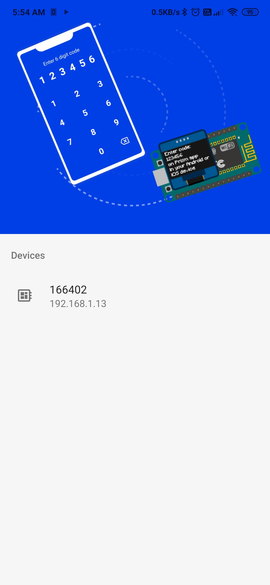 5:54 AM
0.5KB/s
95
Enter 6 digit code
1 2 3 4 5 6
1 2 3
4 5 6
7 8 9
0
Enter code:
123456
on Prism app
in your Android or
iOS device
Devices
166402
192.168.1.13